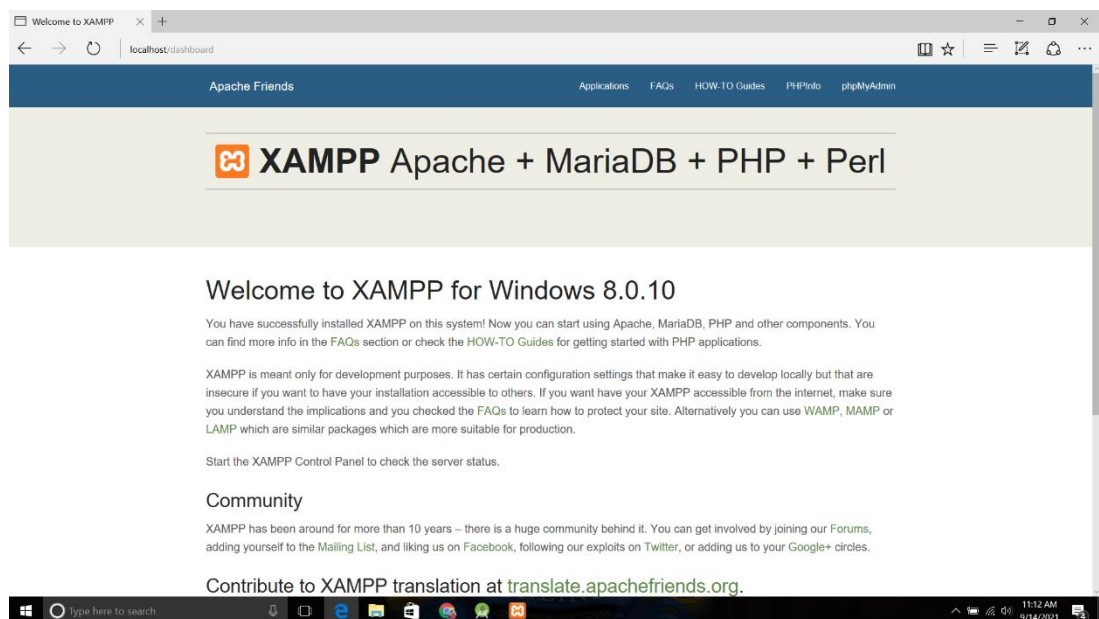 Welcome to XAMPP
localhost/dashboard
Apache Friends
Applications
FAQs
HOW-TO Guides
PHPInfo
phpMyAdmin
XAMPP Apache + MariaDB + PHP + Perl
Welcome to XAMPP for Windows 8.0.10
You have successfully installed XAMPP on this system! Now you can start using Apache, MariaDB, PHP and other components. You
can find more info in the FAQs section or check the HOW-TO Guides for getting started with PHP applications.
XAMPP is meant only for development purposes. It has certain configuration settings that make it easy to develop locally but that are
insecure if you want to have your installation accessible to others. If you want have your XAMPP accessible from the internet, make sure
you understand the implications and you checked the FAQs to learn how to protect your site. Alternatively you can use WAMP, MAMP or
LAMP which are similar packages which are more suitable for production.
Start the XAMPP Control Panel to check the server status.
Community
XAMPP has been around for more than 10 years – there is a huge community behind it. You can get involved by joining our Forums,
adding yourself to the Mailing List, and liking us on Facebook, following our exploits on Twitter, or adding us to your Google+ circles.
Contribute to XAMPP translation at translate.apachefriends.org.
Type here to search
11:12 AM
9/14/2021